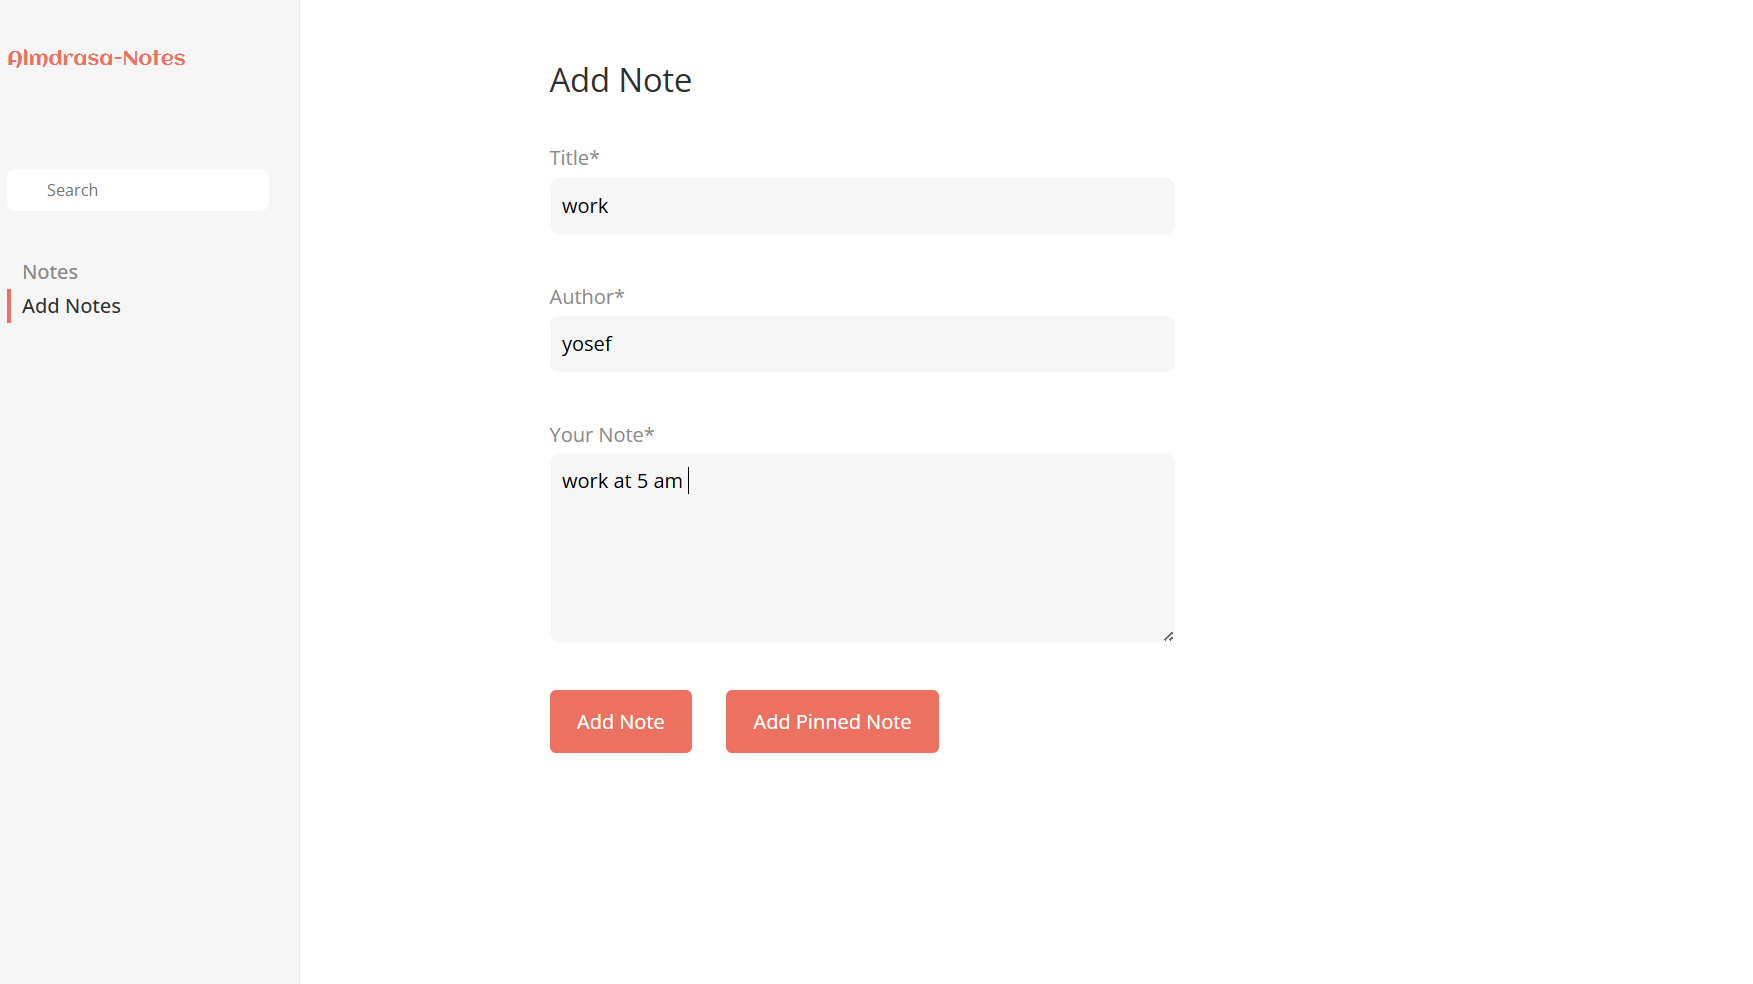 Almdrasa-Notes
Search
Notes
Add Notes
Add Note
Title*
work
Author*
yosef
Your Note*
work at 5 am
Add Note
Add Pinned Note